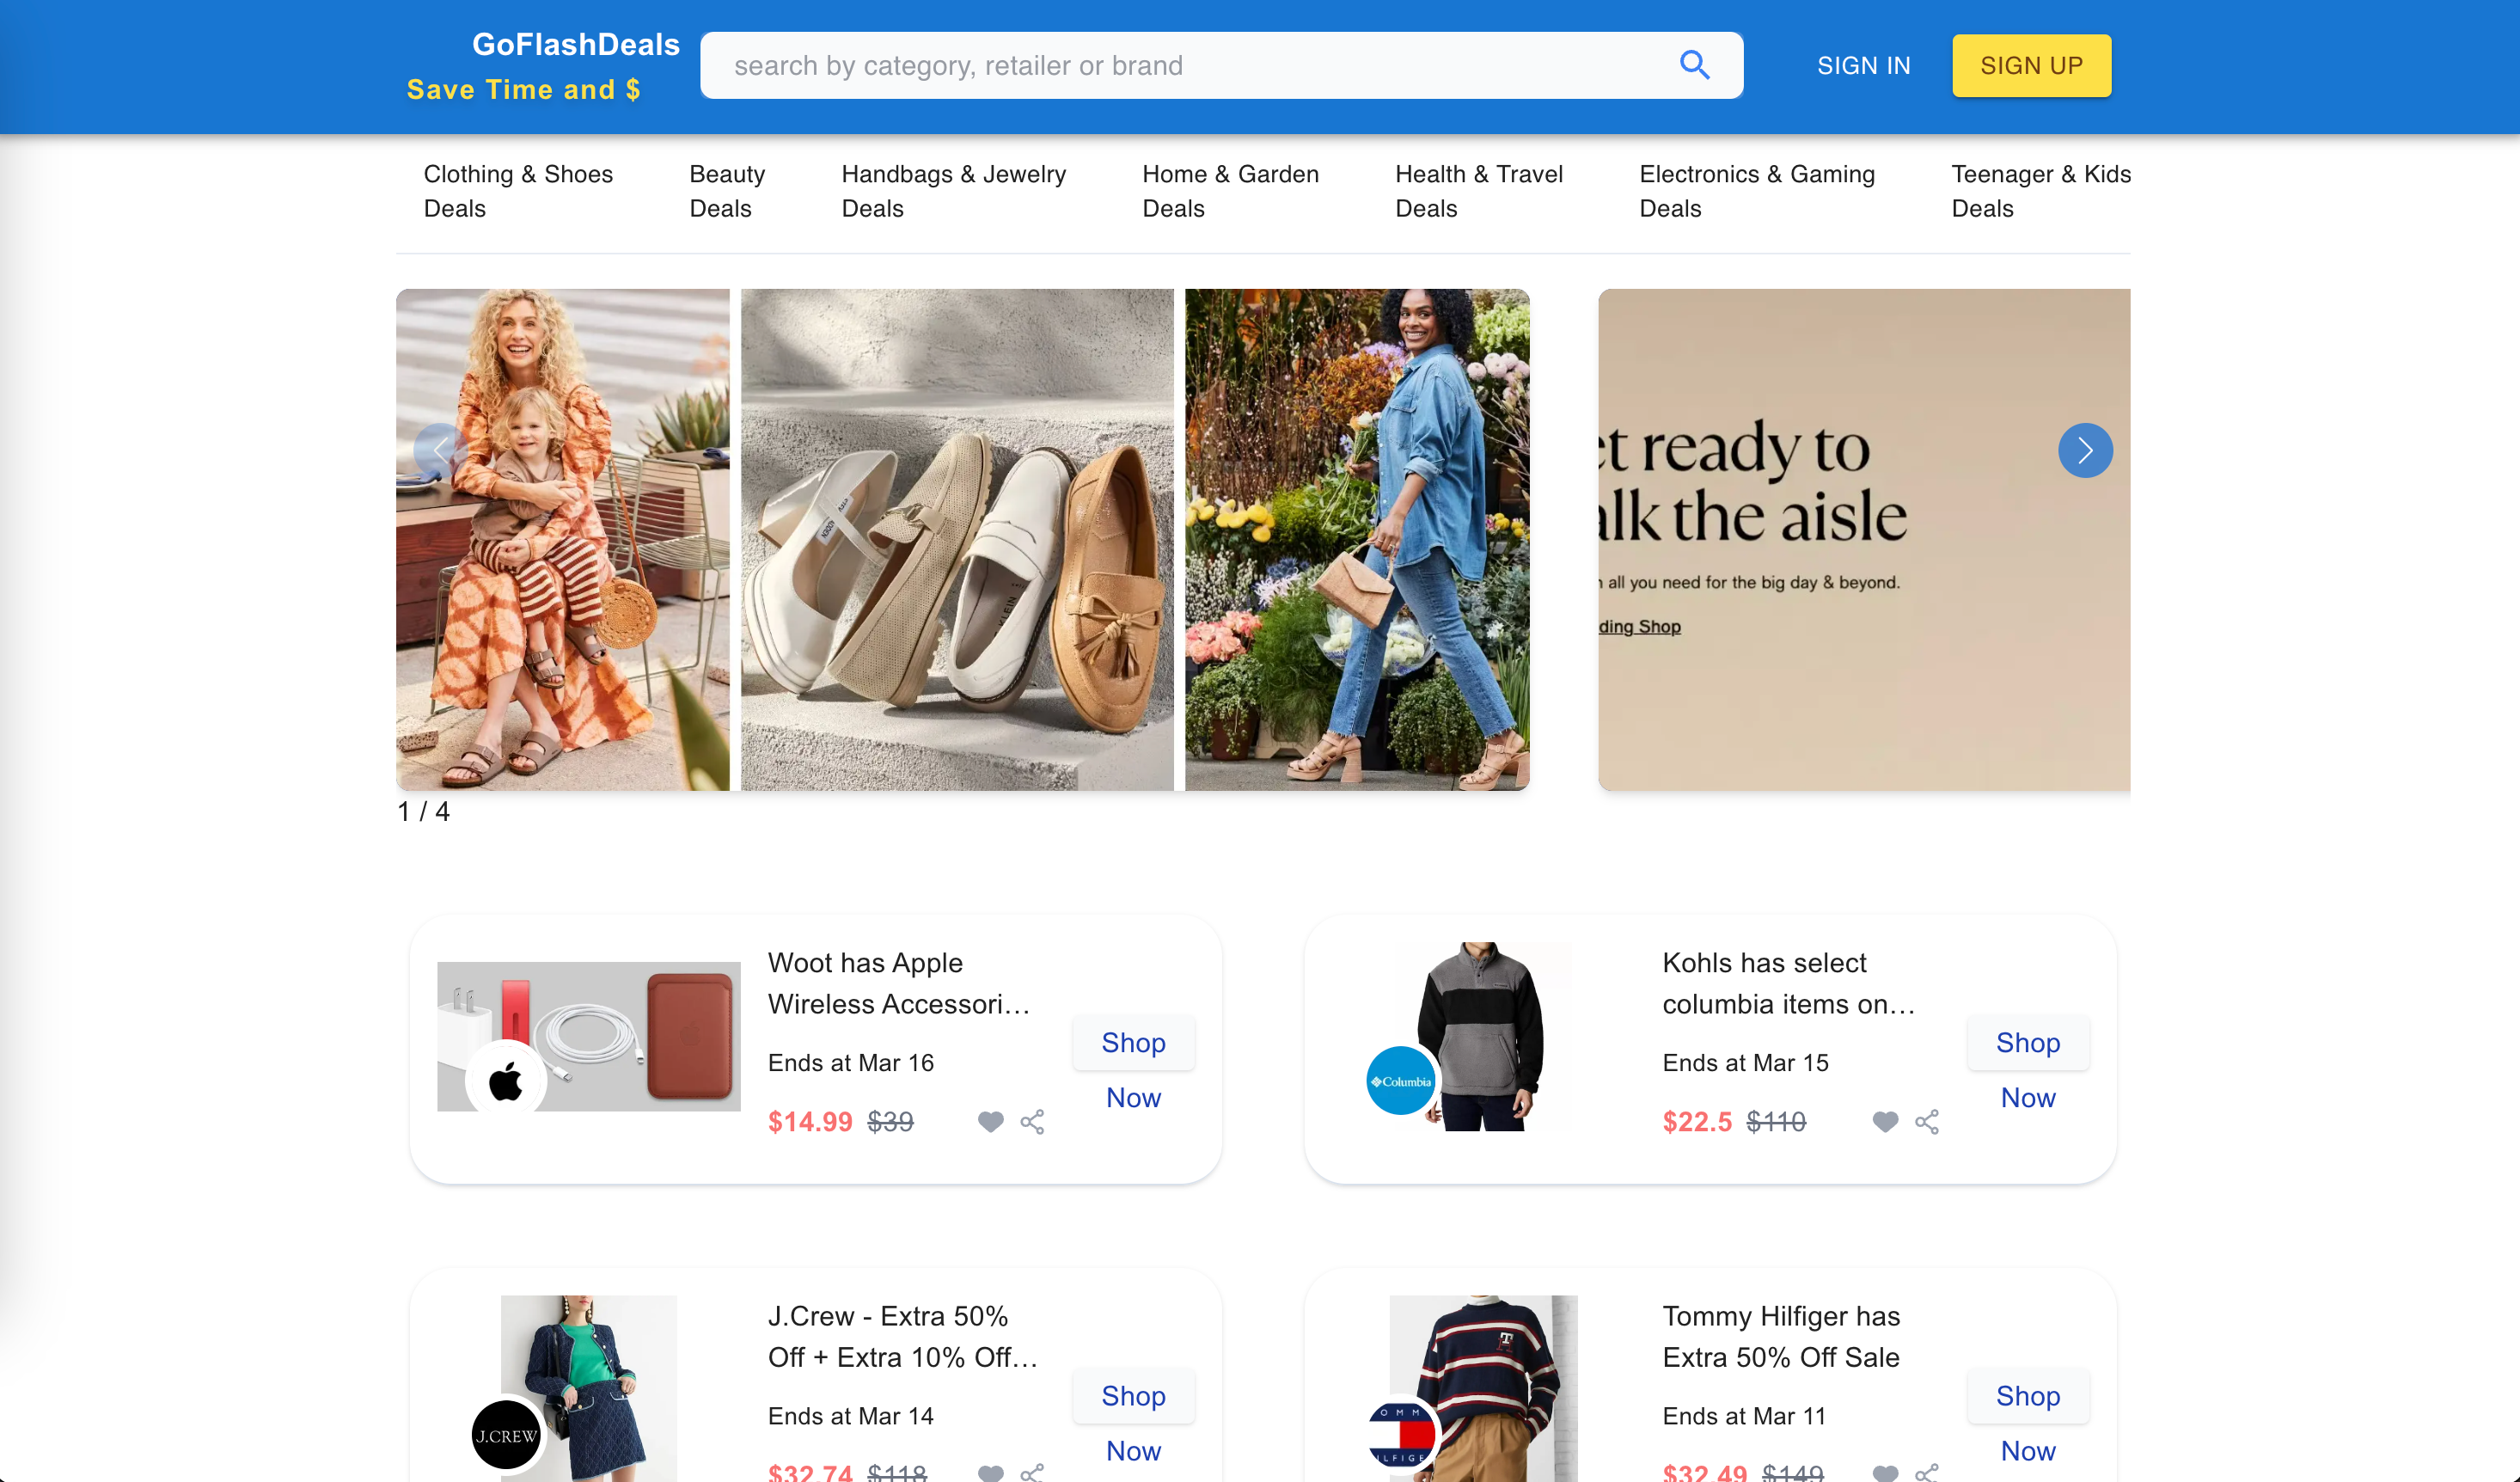 GoFlashDeals
Save Time and $
search by category, retailer or brand
SIGN IN
SIGN UP
Clothing & Shoes
Deals
Beauty
Deals
Handbags & Jewelry
Deals
Home & Garden
Deals
Health & Travel
Deals
Electronics & Gaming
Deals
Teenager & Kids
Deals
et ready to
alk the aisle
all you need for the big day & beyond.
ding Shop
1 / 4
Woot has Apple
Wireless Accessori...
Ends at Mar 16
$14.99 $39
Shop
Now
Columbia
Kohls has select
columbia items on...
Ends at Mar 15
$22.5 $110
Shop
Now
J.CREW
J.Crew - Extra 50%
Off + Extra 10% Off...
Ends at Mar 14
$32.74 $118
Shop
Now
OMM
LFIGE
Tommy Hilfiger has
Extra 50% Off Sale
Ends at Mar 11
$32.49 $149
Shop
Now